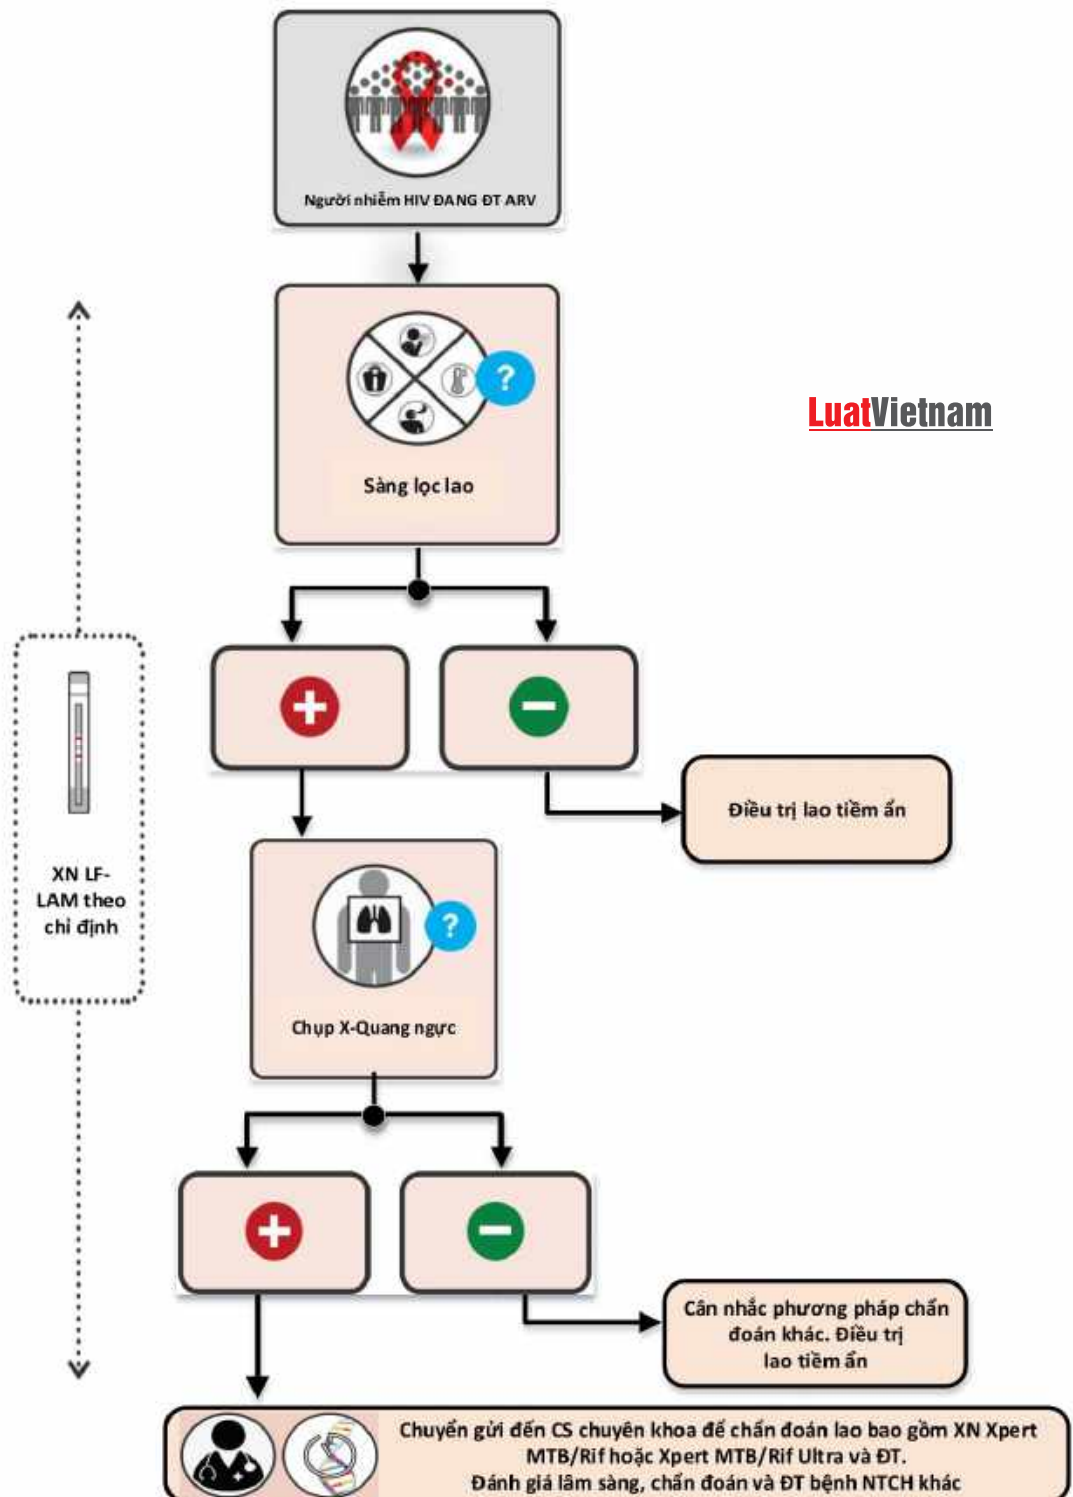 Người nhiễm HIV ĐANG ĐT ARV
?
Sàng lọc lao
LuatVietnam
Điều trị lao tiềm ẩn
XN LF-
LAM theo
chỉ định
?
Chụp X-Quang ngực
Cân nhắc phương pháp chẩn
đoán khác. Điều trị
lao tiềm ẩn
Chuyển gửi đến CS chuyên khoa để chẩn đoán lao bao gồm XN Xpert
MTB/Rif hoặc Xpert MTB/Rif Ultra và ĐT.
Đánh giá lâm sàng, chẩn đoán và ĐT bệnh NTCH khác